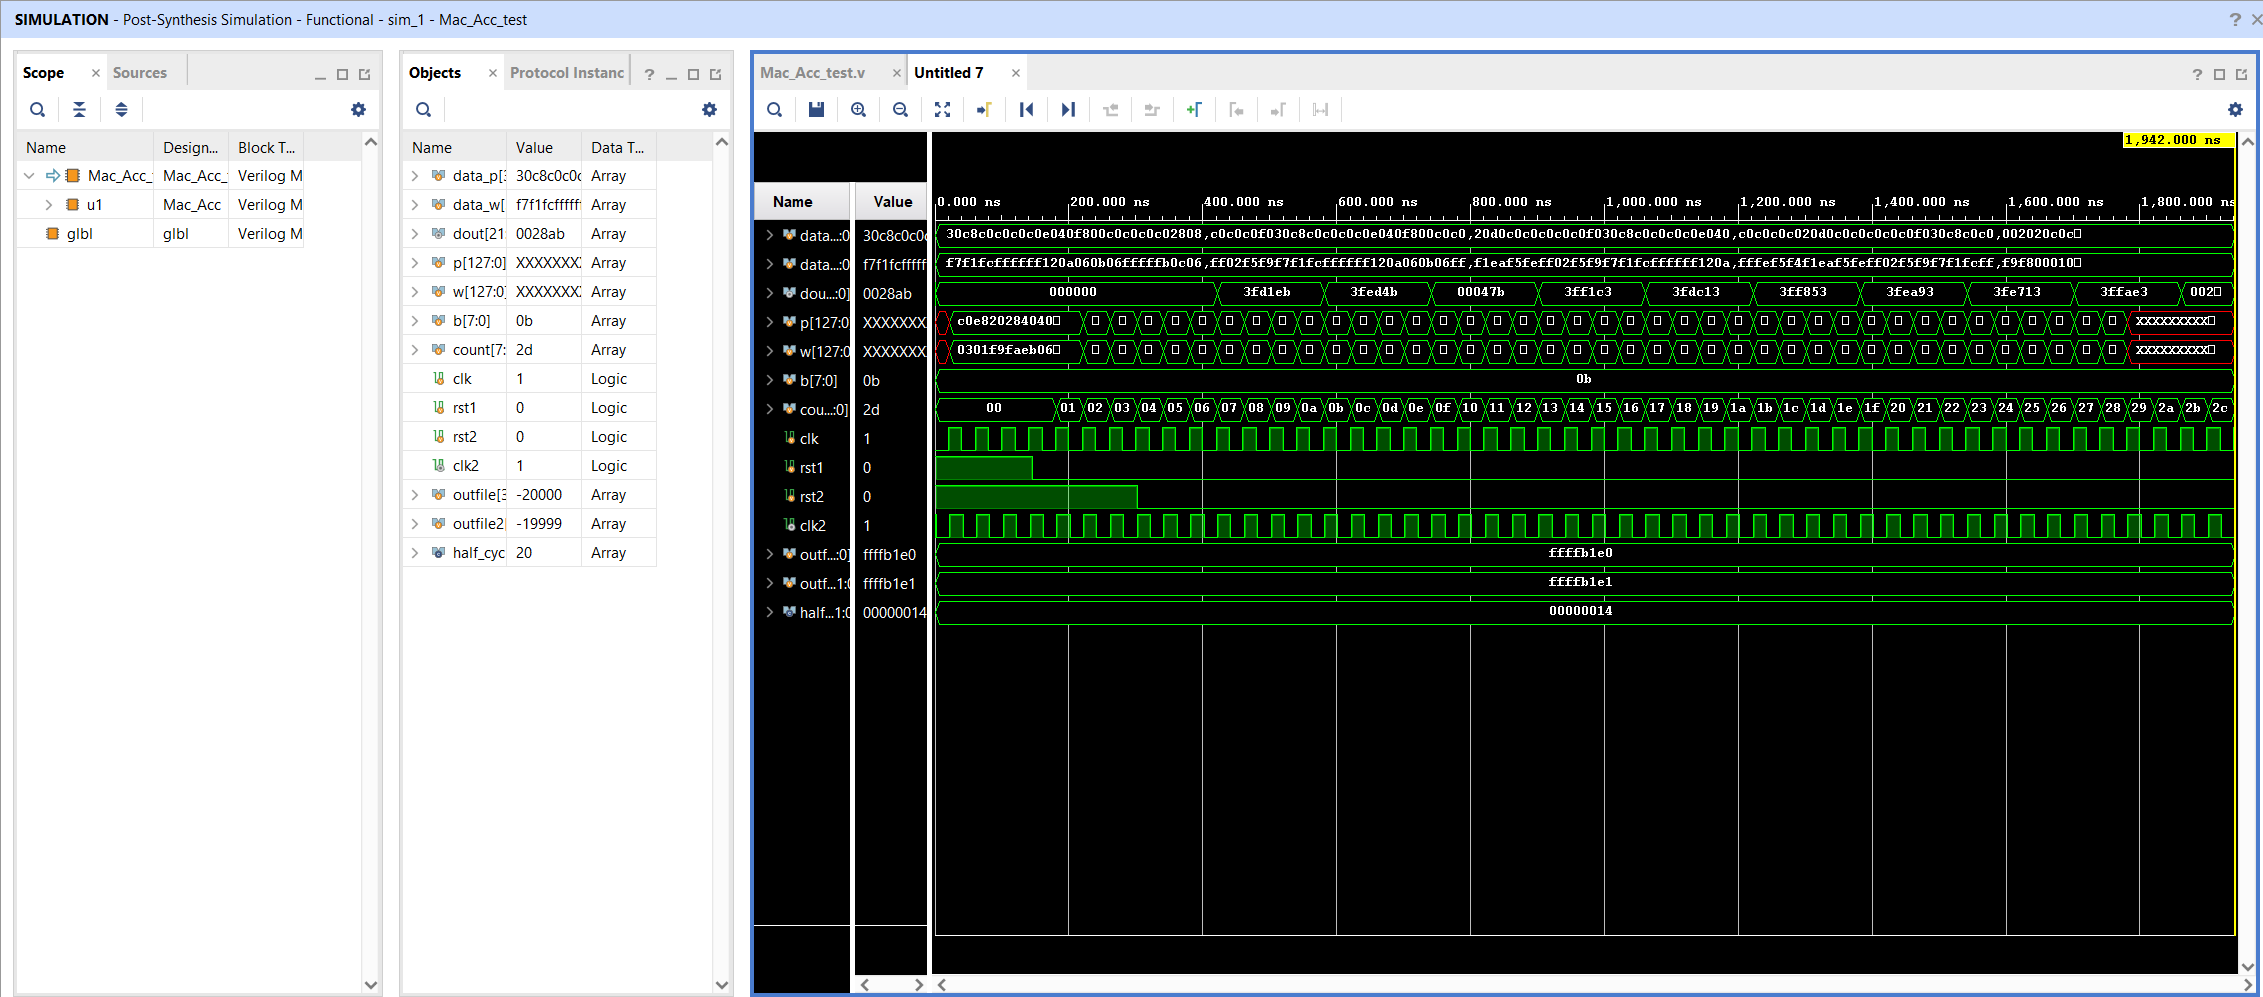 SIMULATION - Post-Synthesis Simulation - Functional - sim_1 - Mac_Acc_test
Scope
Sources
Name Design... Block T...
Mac_Acc_ Mac_Acc_ Verilog M
u1 Mac_Acc Verilog M
glbl glbl Verilog M
Objects
Protocol Instanc
Name Value Data T...
data_p[3 30c8c0c0c Array
data_w[ f7f1fcffffff Array
dout[21: 0028ab Array
p[127:0] XXXXXXX Array
w[127:0] XXXXXXX Array
b[7:0] 0b Array
count[7: 2d Array
clk 1 Logic
rst1 0 Logic
rst2 0 Logic
clk2 1 Logic
outfile[3 -20000 Array
outfile2[ -19999 Array
half_cyc 20 Array
Mac_Acc_test.v
Untitled 7
1,942.000 ns
Name Value
0.000 ns 200.000 ns 400.000 ns 600.000 ns 800.000 ns 1,000.000 ns 1,200.000 ns 1,400.000 ns 1,600.000 ns 1,800.000 ns
data...:0 30c8c0c0c 30c8c0c0c0c0e040f800c0c0c0c02808,c0c0c0f030c8c0c0c0c0e040f800c0c0,20d0c0c0c0c0c0f030c8c0c0c0c0e040,c0c0c0c020d0c0c0c0c0c0f030c8c0c0,002020c0c
data...:0 f7f1fcfffff f7f1fcffffff120a060b06fffffb0c06,ff02f5f9f7f1fcffffff120a060b06ff,f1eaf5feff02f5f9f7f1fcffffff120a,fffef5f4f1eaf5feff02f5f9f7f1fcff,f9f800010
dou...:0] 0028ab 000000 3fd1eb 3fed4b 00047b 3ff1c3 3fdc13 3ff853 3fea93 3fe713 3ffae3 002
p[127:0 XXXXXXX c0e820284040 XXXXXXXXX
w[127:0 XXXXXXX 0301f9faeb06 XXXXXXXXX
b[7:0] 0b 0b
cou...:0] 2d 00 01 02 03 04 05 06 07 08 09 0a 0b 0c 0d 0e 0f 10 11 12 13 14 15 16 17 18 19 1a 1b 1c 1d 1e 1f 20 21 22 23 24 25 26 27 28 29 2a 2b 2c
clk 1
rst1 0
rst2 0
clk2 1
outf...:0] ffffb1e0 ffffb1e0
outf...1:0 ffffb1e1 ffffb1e1
half...1:0 00000014 00000014